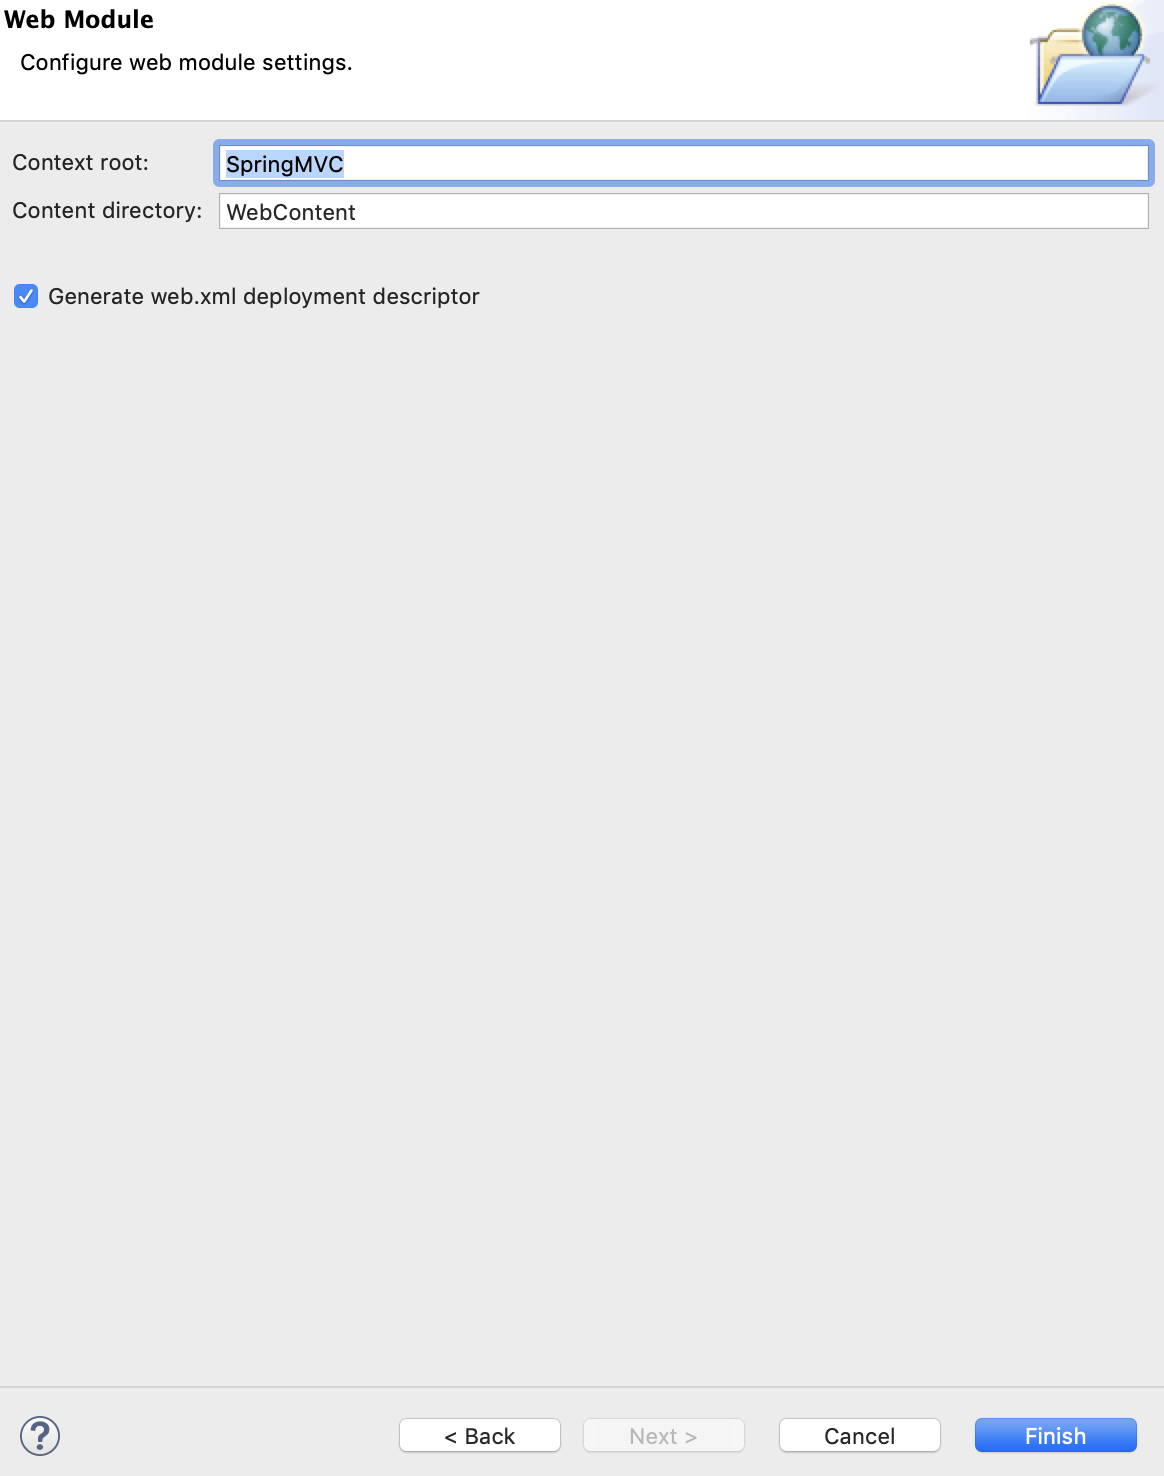 Web Module
Configure web module settings.
Context root: SpringMVC
Content directory: WebContent
Generate web.xml deployment descriptor
? < Back Next > Cancel Finish